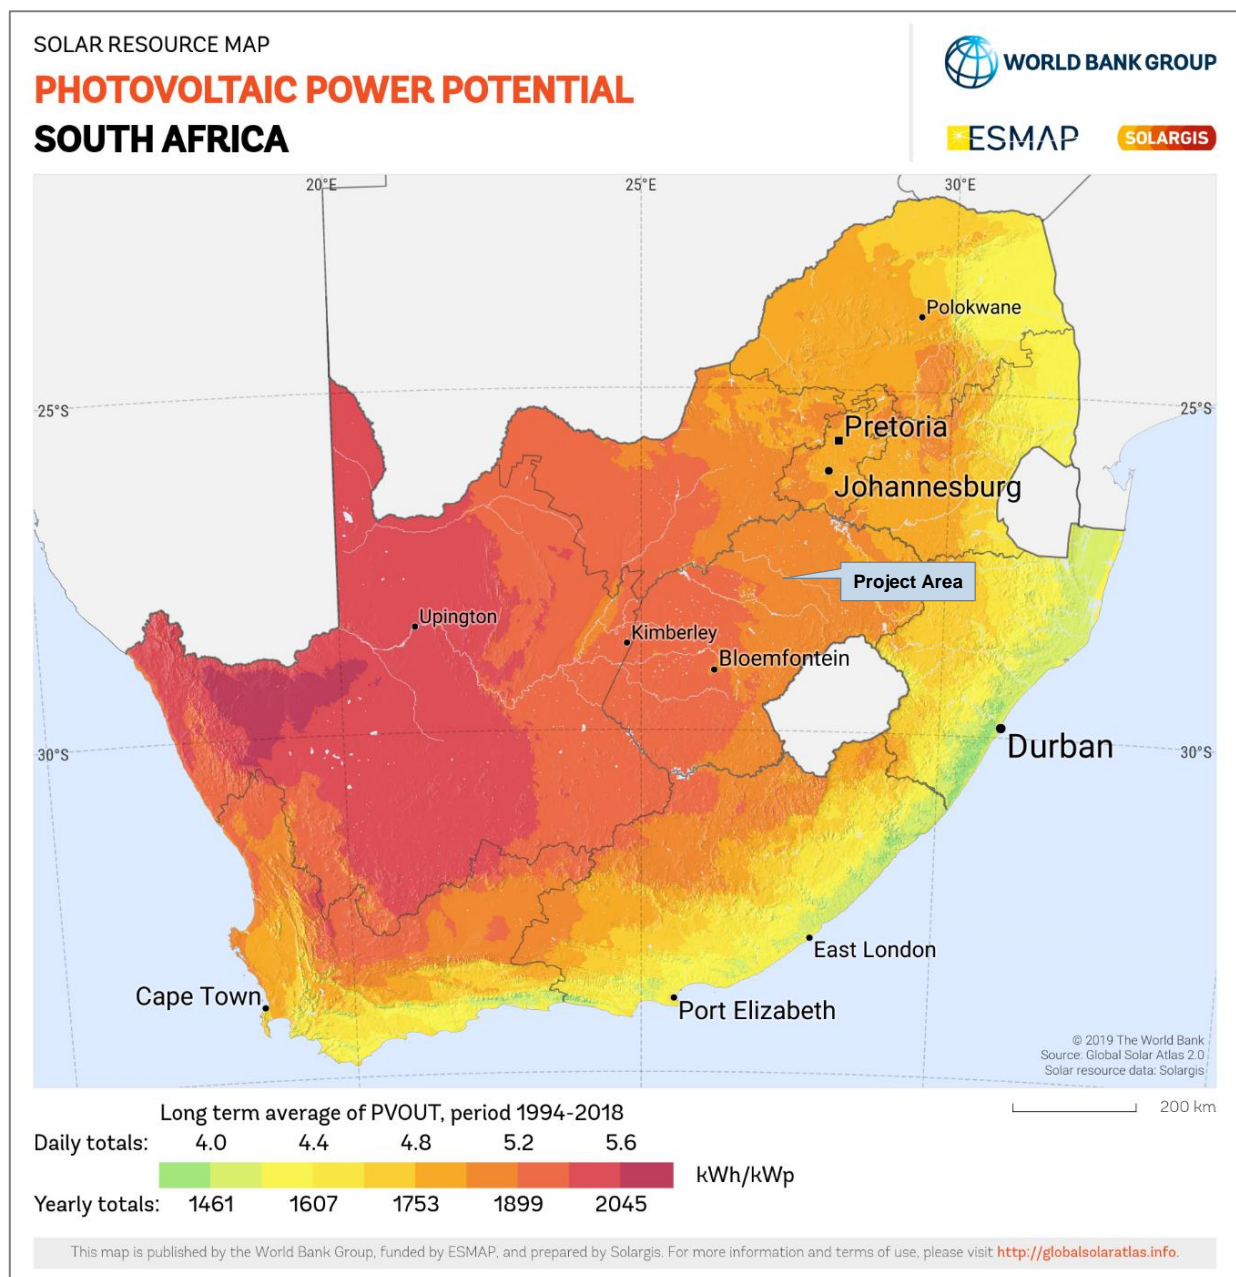 SOLAR RESOURCE MAP
PHOTOVOLTAIC POWER POTENTIAL
SOUTH AFRICA
WORLD BANK GROUP
ESMAP
SOLARGIS
20°E
25°E
30°E
Polokwane
25°S
25°S
Pretoria
Johannesburg
Project Area
Upington
Kimberley
Bloemfontein
Durban
30°S
30°S
East London
Cape Town
Port Elizabeth
© 2019 The World Bank
Source: Global Solar Atlas 2.0
Solar resource data: Solargis
200 km
Long term average of PVOUT, period 1994-2018
Daily totals: 4.0 4.4 4.8 5.2 5.6
kWh/kWp
Yearly totals: 1461 1607 1753 1899 2045
This map is published by the World Bank Group, funded by ESMAP, and prepared by Solargis. For more information and terms of use, please visit http://globalsolaratlas.info.